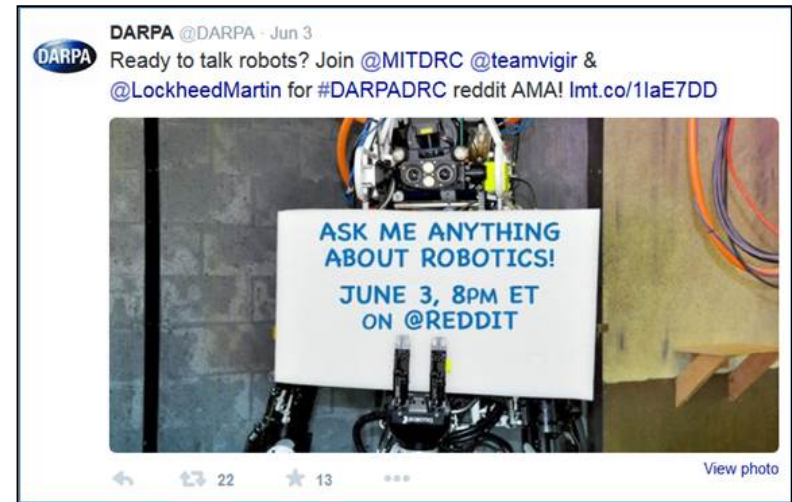 DARPA
DARPA @DARPA · Jun 3
Ready to talk robots? Join @MITDRC @teamvigir &
@LockheedMartin for #DARPADRC reddit AMA! lmt.co/1IaE7DD
ASK ME ANYTHING
ABOUT ROBOTICS!
JUNE 3, 8PM ET
ON @REDDIT
ROBOTIQ
22 13
View photo